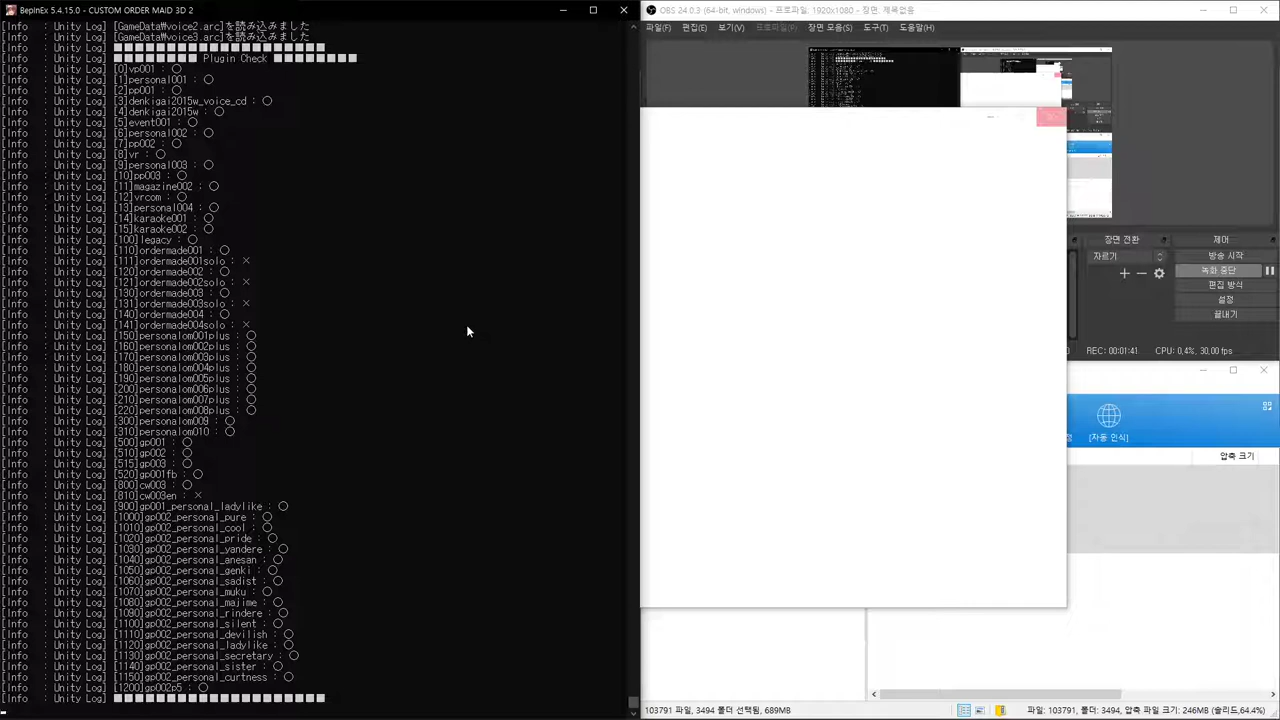 BepInEx 5.4.15.0 - CUSTOM ORDER MAID 3D 2
[Info   : Unity Log] [GameData\voice2.arc]を読み込みました
[Info   : Unity Log] [GameData\voice3.arc]を読み込みました
[Info   : Unity Log] ■■■■■■■■■■■■■■■■■■■■
[Info   : Unity Log] ■■■■■■■■ Plugin Check ■■■■■■■■
[Info   : Unity Log] [0]vp001 : ○
[Info   : Unity Log] [1]personal001 : ○
[Info   : Unity Log] [2]pp001 : ○
[Info   : Unity Log] [3]denkigai2015w_voice_cd : ○
[Info   : Unity Log] [4]denkigai2015w : ○
[Info   : Unity Log] [5]event001 : ○
[Info   : Unity Log] [6]personal002 : ○
[Info   : Unity Log] [7]pp002 : ○
[Info   : Unity Log] [8]vr : ○
[Info   : Unity Log] [9]personal003 : ○
[Info   : Unity Log] [10]pp003 : ○
[Info   : Unity Log] [11]magazine002 : ○
[Info   : Unity Log] [12]vrcom : ○
[Info   : Unity Log] [13]personal004 : ○
[Info   : Unity Log] [14]karaoke001 : ○
[Info   : Unity Log] [15]karaoke002 : ○
[Info   : Unity Log] [100]legacy : ○
[Info   : Unity Log] [110]ordermade001 : ○
[Info   : Unity Log] [111]ordermade001solo : ×
[Info   : Unity Log] [120]ordermade002 : ○
[Info   : Unity Log] [121]ordermade002solo : ×
[Info   : Unity Log] [130]ordermade003 : ○
[Info   : Unity Log] [131]ordermade003solo : ×
[Info   : Unity Log] [140]ordermade004 : ○
[Info   : Unity Log] [141]ordermade004solo : ×
[Info   : Unity Log] [150]personalom001plus : ○
[Info   : Unity Log] [160]personalom002plus : ○
[Info   : Unity Log] [170]personalom003plus : ○
[Info   : Unity Log] [180]personalom004plus : ○
[Info   : Unity Log] [190]personalom005plus : ○
[Info   : Unity Log] [200]personalom006plus : ○
[Info   : Unity Log] [210]personalom007plus : ○
[Info   : Unity Log] [220]personalom008plus : ○
[Info   : Unity Log] [300]personalom009 : ○
[Info   : Unity Log] [310]personalom010 : ○
[Info   : Unity Log] [500]gp001 : ○
[Info   : Unity Log] [510]gp002 : ○
[Info   : Unity Log] [515]gp003 : ○
[Info   : Unity Log] [520]gp001fb : ○
[Info   : Unity Log] [800]cw003 : ○
[Info   : Unity Log] [810]cw003en : ×
[Info   : Unity Log] [900]gp001_personal_ladylike : ○
[Info   : Unity Log] [1000]gp002_personal_pure : ○
[Info   : Unity Log] [1010]gp002_personal_cool : ○
[Info   : Unity Log] [1020]gp002_personal_pride : ○
[Info   : Unity Log] [1030]gp002_personal_yandere : ○
[Info   : Unity Log] [1040]gp002_personal_anesan : ○
[Info   : Unity Log] [1050]gp002_personal_genki : ○
[Info   : Unity Log] [1060]gp002_personal_sadist : ○
[Info   : Unity Log] [1070]gp002_personal_muku : ○
[Info   : Unity Log] [1080]gp002_personal_majime : ○
[Info   : Unity Log] [1090]gp002_personal_rindere : ○
[Info   : Unity Log] [1100]gp002_personal_silent : ○
[Info   : Unity Log] [1110]gp002_personal_devilish : ○
[Info   : Unity Log] [1120]gp002_personal_ladylike : ○
[Info   : Unity Log] [1130]gp002_personal_secretary : ○
[Info   : Unity Log] [1140]gp002_personal_sister : ○
[Info   : Unity Log] [1150]gp002_personal_curtness : ○
[Info   : Unity Log] [1200]gp002p5 : ○
[Info   : Unity Log] ■■■■■■■■■■■■■■■■■■■■
OBS 24.0.3 (64-bit, windows) - 프로파일: 1920x1080 - 장면: 제목없음
파일(F) 편집(E) 보기(V) 프로파일(P) 장면 모음(S) 도구(T) 도움말(H)
장면 전환 제어
자르기
방송 시작
녹화 중단
편집 방식
설정
끝내기
REC: 00:01:41 CPU: 0.4%, 30.00 fps
[자동 인식]
압축 크기
103791 파일, 3494 폴더 선택됨, 689MB
파일: 103791, 폴더: 3494, 압축 파일 크기: 246MB (솔리드,64.4%)